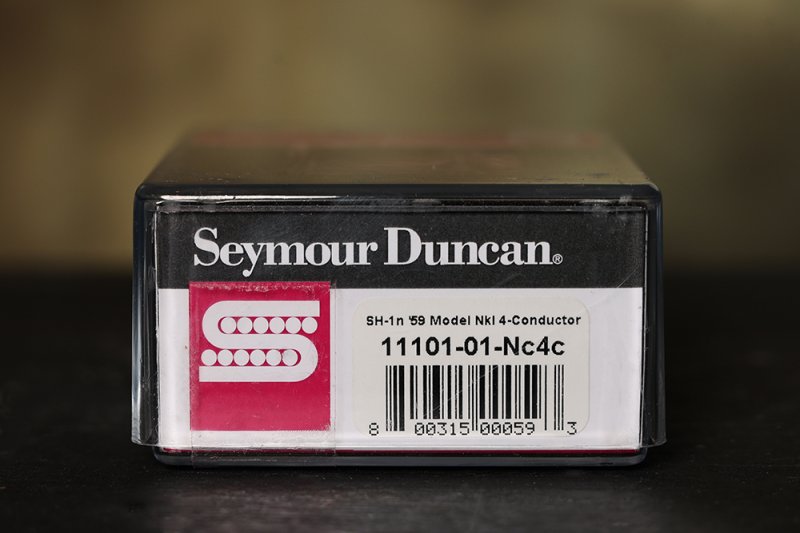 Seymour Duncan®
SH-1n '59 Model Nkl 4-Conductor
11101-01-Nc4c
8 00315 00059 3